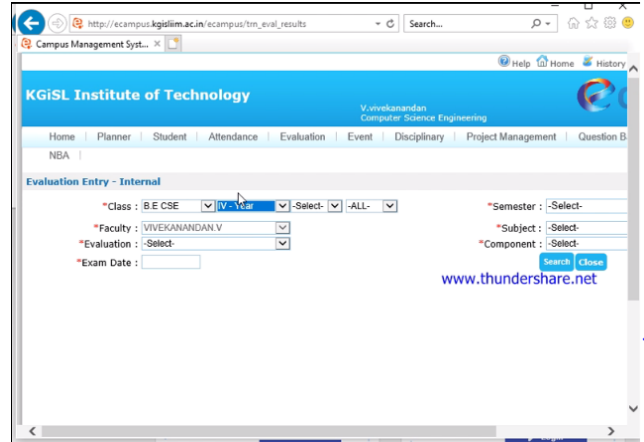 http://ecampus.kgisliim.ac.in/ecampus/trn_eval_results
Search...
Campus Management Syst...
Help Home History
KGiSL Institute of Technology
V.vivekanandan
Computer Science Engineering
Home | Planner | Student | Attendance | Evaluation | Event | Disciplinary | Project Management | Question B
NBA |
Evaluation Entry - Internal
*Class : B.E CSE IV - Year -Select- -ALL- *Semester : -Select-
*Faculty : VIVEKANANDAN.V *Subject : -Select-
*Evaluation : -Select- *Component : -Select-
*Exam Date : Search Close
www.thundershare.net